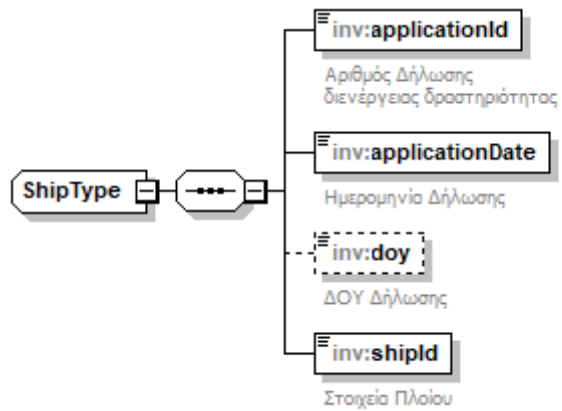 inv:applicationId
Αριθμός Δήλωσης
διενέργειας δραστηριότητας
inv:applicationDate
Ημερομηνία Δήλωσης
ShipType
inv:doy
ΔΟΥ Δήλωσης
inv:shipId
Στοιχεία Πλοίου